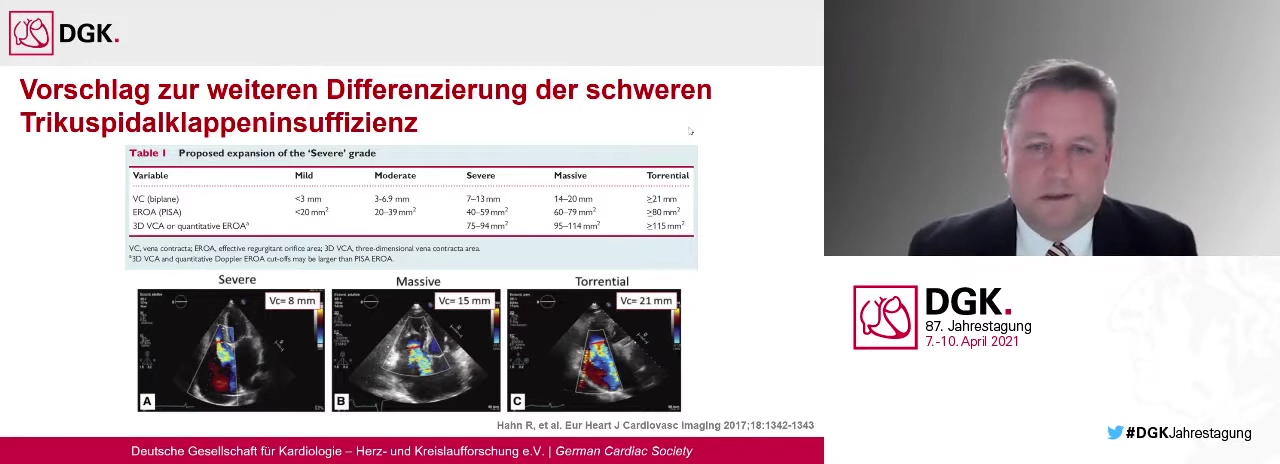 DGK.
Vorschlag zur weiteren Differenzierung der schweren
Trikuspidalklappeninsuffizienz
Table 1 Proposed expansion of the ‘Severe’ grade
Variable Mild Moderate Severe Massive Torrential
VC (biplane) <3 mm 3-6.9 mm 7–13 mm 14–20 mm ≥21 mm
EROA (PISA) <20 mm² 20–39 mm² 40–59 mm² 60–79 mm² ≥80 mm²
3D VCA or quantitative EROAᵃ 75–94 mm² 95–114 mm² ≥115 mm²
VC, vena contracta; EROA, effective regurgitant orifice area; 3D VCA, three-dimensional vena contracta area.
ᵃ3D VCA and quantitative Doppler EROA cut-offs may be larger than PISA EROA.
Severe Massive Torrential
Vc= 8 mm Vc= 15 mm Vc= 21 mm
A B C
Hahn R, et al. Eur Heart J Cardiovasc Imaging 2017;18:1342-1343
Deutsche Gesellschaft für Kardiologie – Herz- und Kreislaufforschung e.V. | German Cardiac Society
DGK.
87. Jahrestagung
7.-10. April 2021
#DGKJahrestagung